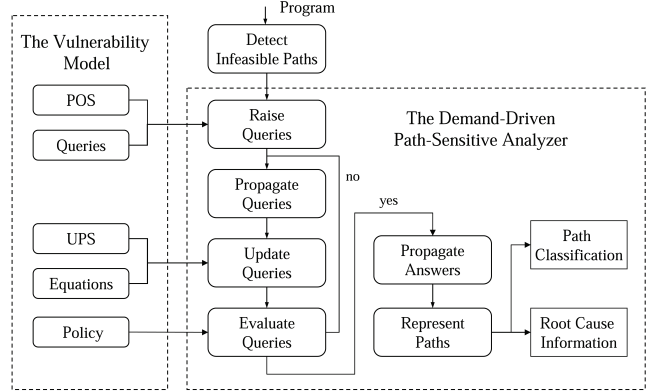 Program
The Vulnerability
Model
Detect
Infeasible Paths
POS
Queries
Raise
Queries
The Demand-Driven
Path-Sensitive Analyzer
no
Propagate
Queries
yes
UPS
Equations
Update
Queries
Propagate
Answers
Path
Classification
Policy
Evaluate
Queries
Represent
Paths
Root Cause
Information